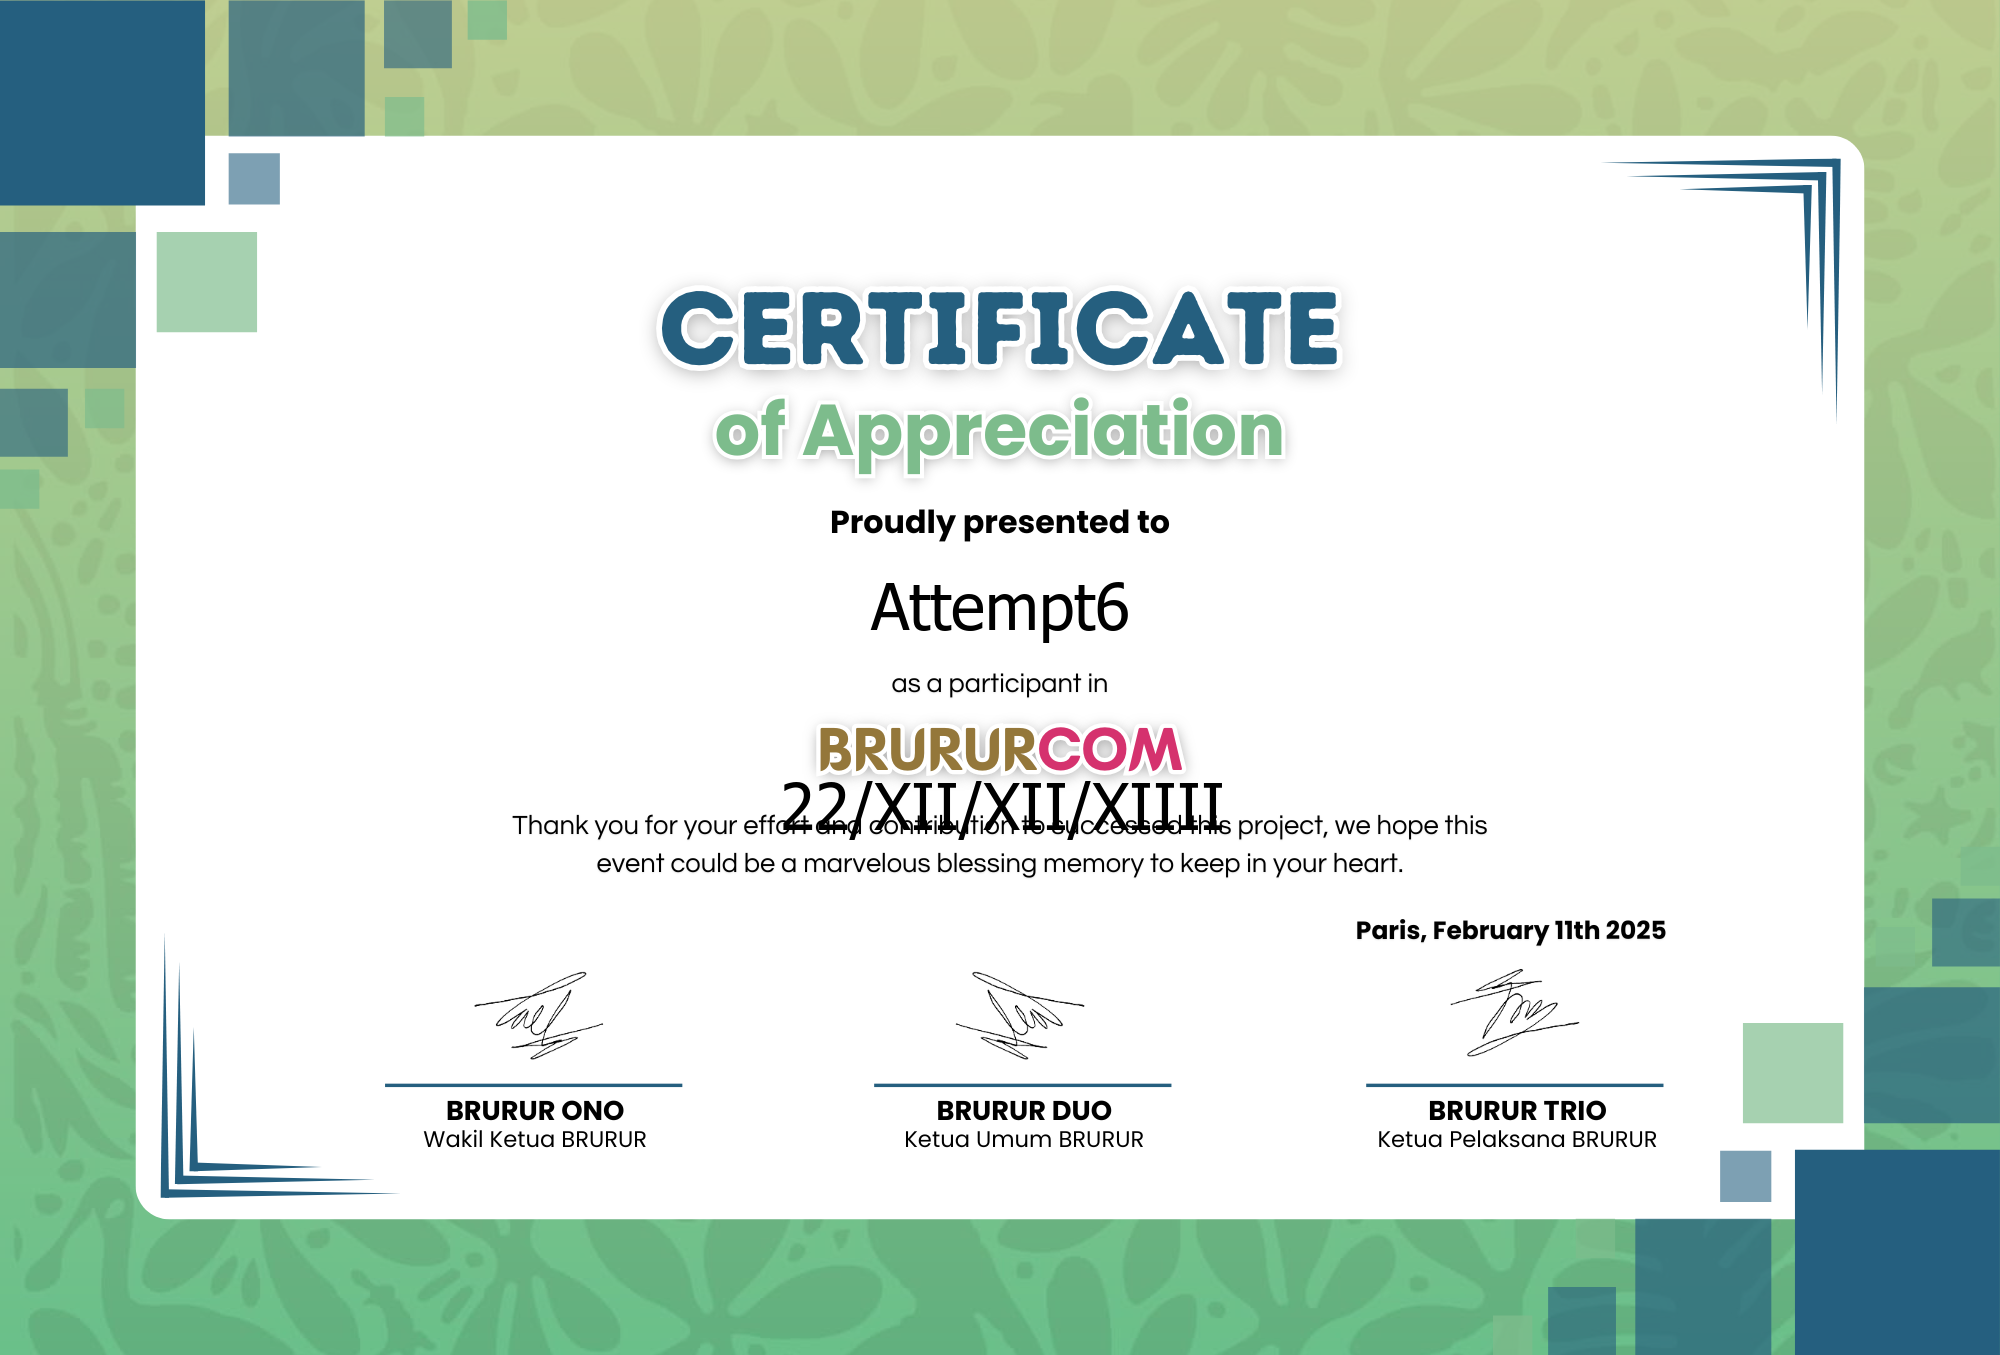 CERTIFICATE
of Appreciation
Proudly presented to
Attempt6
as a participant in
BRURURCOM
22/XII/XII/XIIII
Thank you for your effort and contribution to successed this project, we hope this
event could be a marvelous blessing memory to keep in your heart.
Paris, February 11th 2025
BRURUR ONO
Wakil Ketua BRURUR
BRURUR DUO
Ketua Umum BRURUR
BRURUR TRIO
Ketua Pelaksana BRURUR